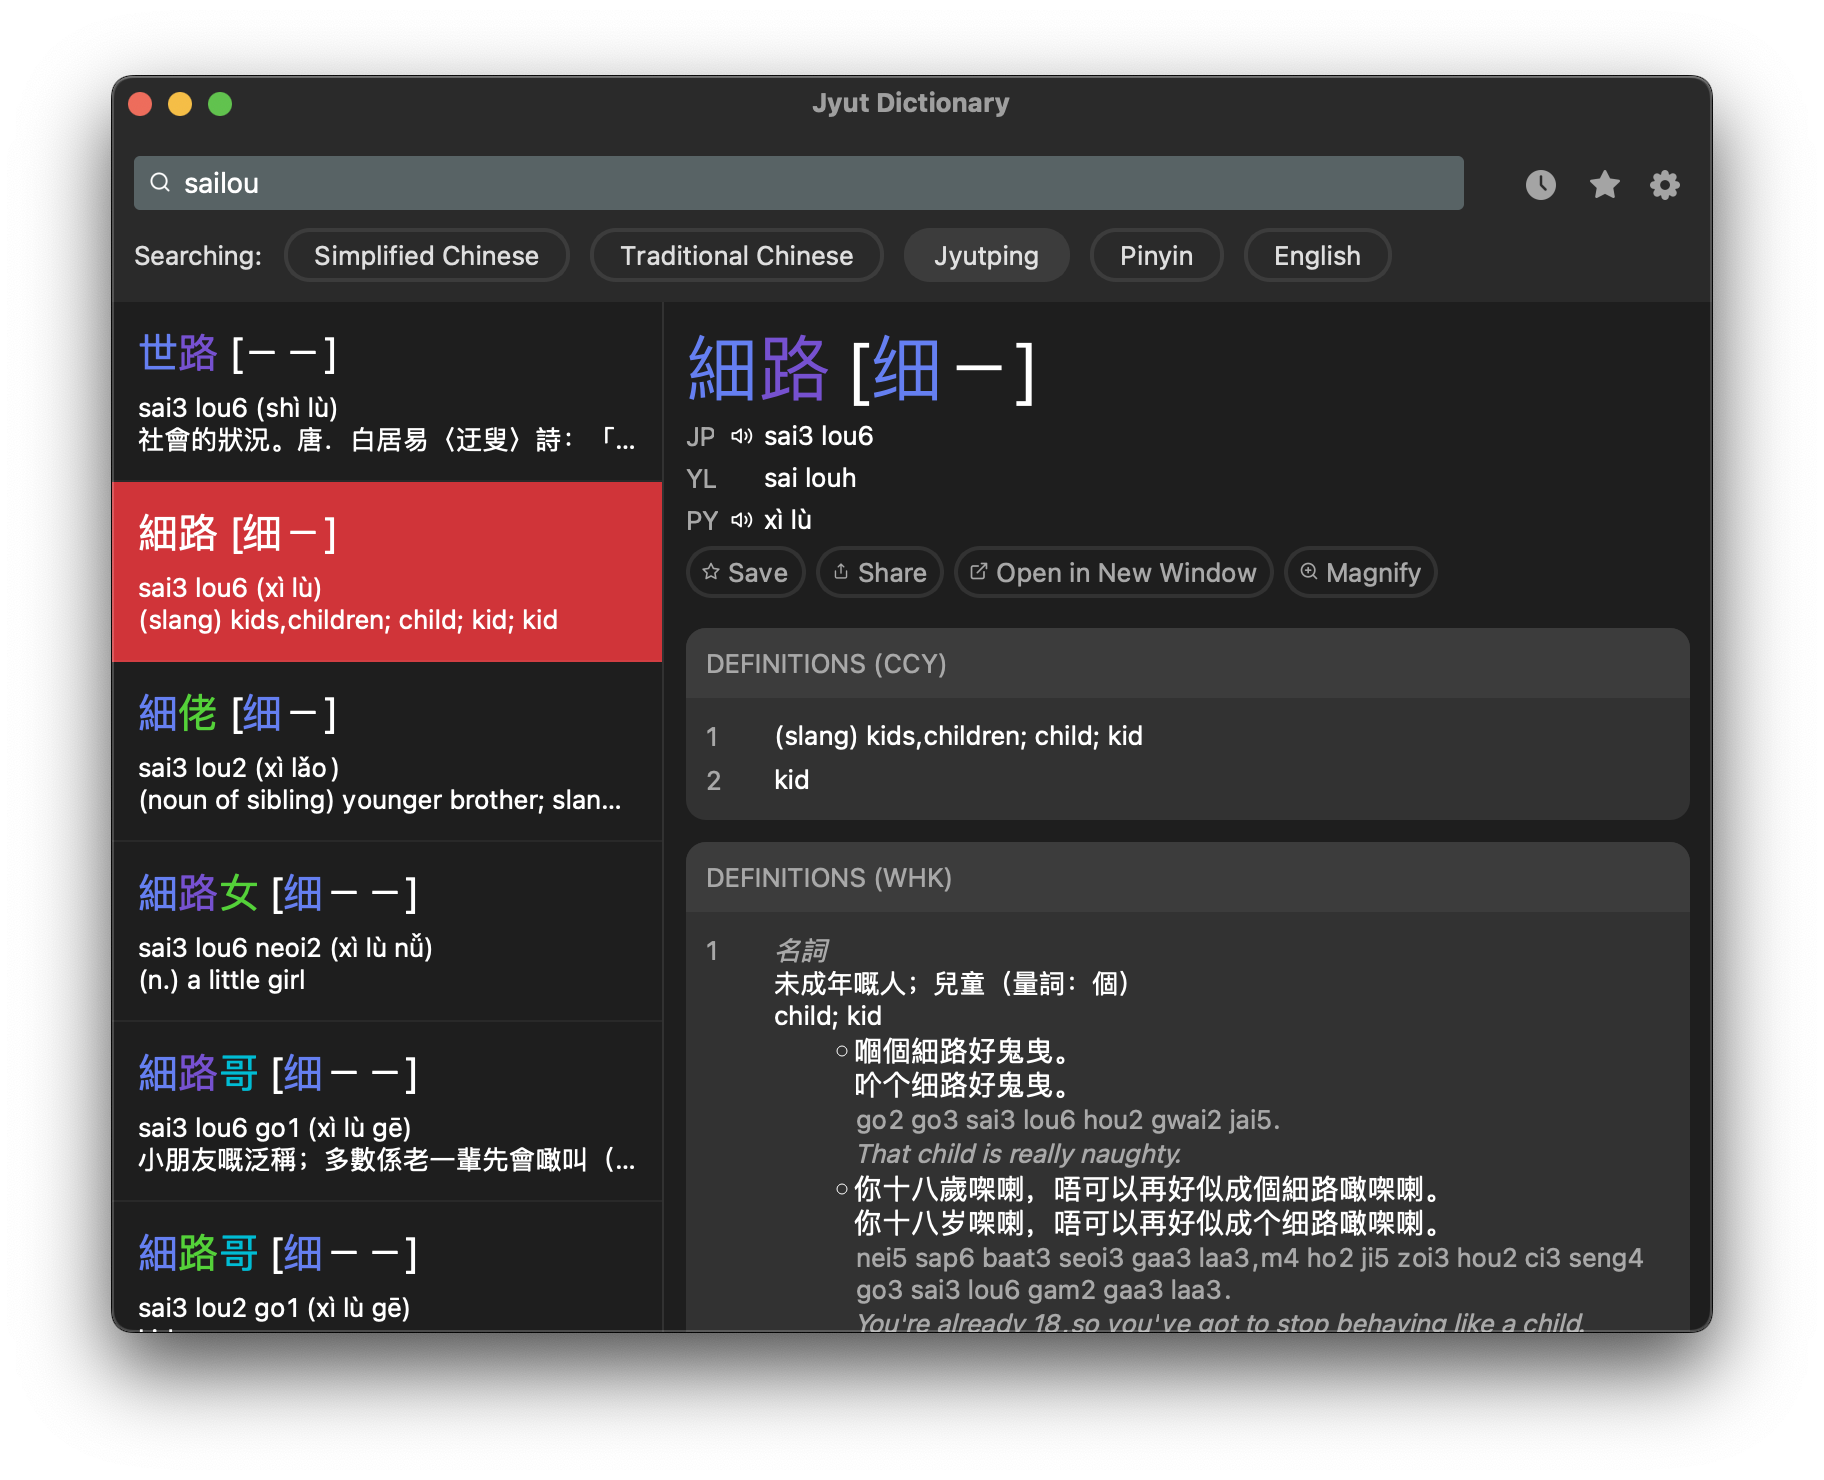 Jyut Dictionary
sailou
Searching: Simplified Chinese Traditional Chinese Jyutping Pinyin English
世路 [－－]
sai3 lou6 (shì lù)
社會的狀況。唐．白居易〈迂叟〉詩：「...
細路 [细－]
sai3 lou6 (xì lù)
(slang) kids,children; child; kid; kid
細佬 [细－]
sai3 lou2 (xì lǎo)
(noun of sibling) younger brother; slan...
細路女 [细－－]
sai3 lou6 neoi2 (xì lù nǚ)
(n.) a little girl
細路哥 [细－－]
sai3 lou6 go1 (xì lù gē)
小朋友嘅泛稱；多數係老一輩先會噉叫（...
細路哥 [细－－]
sai3 lou2 go1 (xì lù gē)
細路 [细－]
JP sai3 lou6
YL sai louh
PY xì lù
Save Share Open in New Window Magnify
DEFINITIONS (CCY)
1 (slang) kids,children; child; kid
2 kid
DEFINITIONS (WHK)
1 名詞
未成年嘅人；兒童（量詞：個）
child; kid
嗰個細路好鬼曳。
吤个细路好鬼曳。
go2 go3 sai3 lou6 hou2 gwai2 jai5.
That child is really naughty.
你十八歲㗎喇，唔可以再好似成個細路噉㗎喇。
你十八岁㗎喇，唔可以再好似成个细路噉㗎喇。
nei5 sap6 baat3 seoi3 gaa3 laa3,m4 ho2 ji5 zoi3 hou2 ci3 seng4
go3 sai3 lou6 gam2 gaa3 laa3.
You're already 18,so you've got to stop behaving like a child.